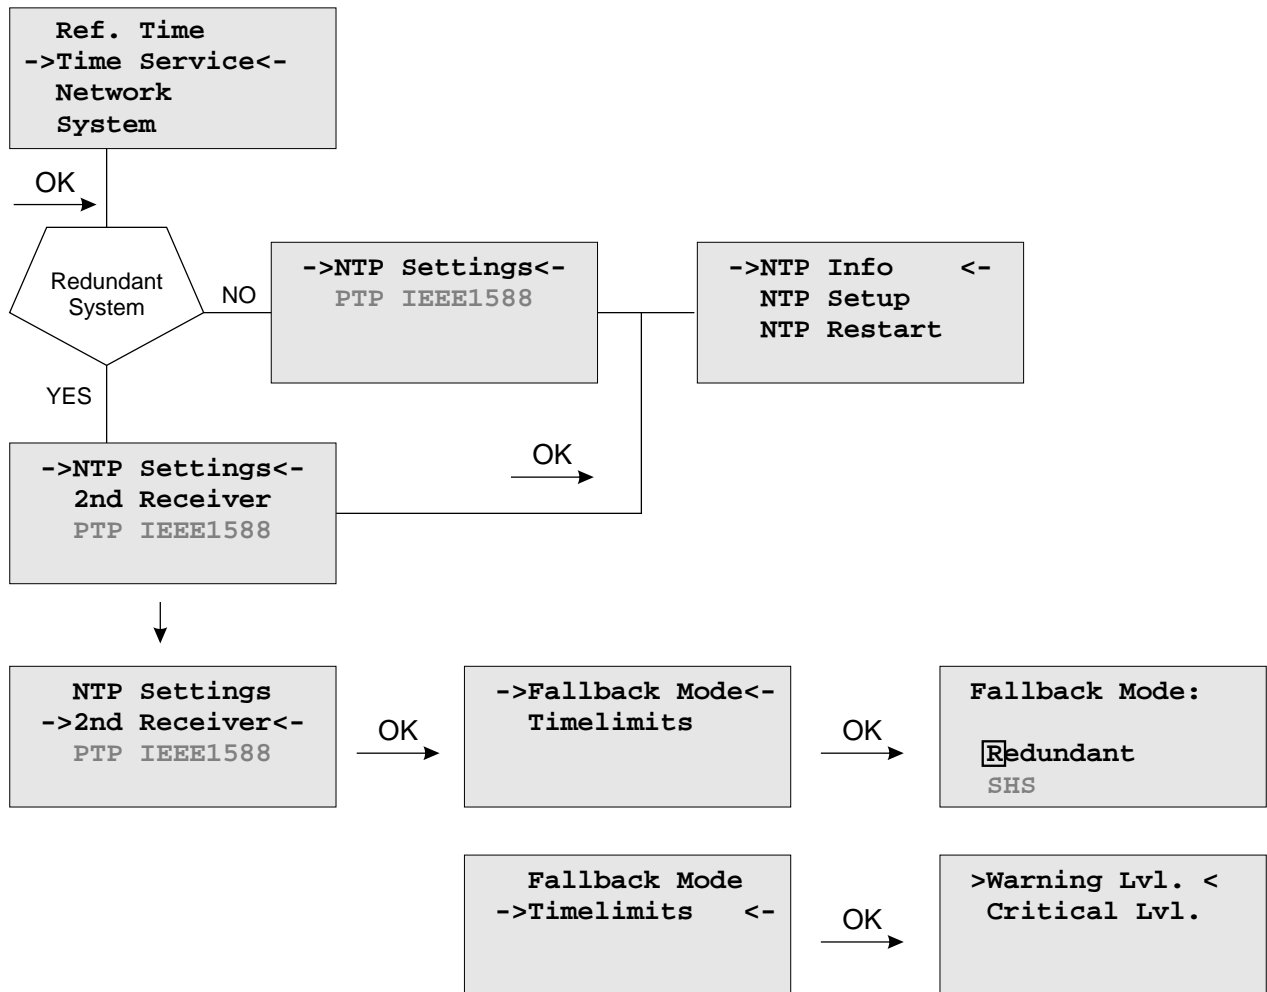 Ref. Time
->Time Service<-
Network
System
OK
Redundant
System
NO
YES
->NTP Settings<-
PTP IEEE1588
->NTP Info <-
NTP Setup
NTP Restart
->NTP Settings<-
2nd Receiver
PTP IEEE1588
OK
NTP Settings
->2nd Receiver<-
PTP IEEE1588
OK
->Fallback Mode<-
Timelimits
OK
Fallback Mode:
Redundant
SHS
Fallback Mode
->Timelimits <-
OK
>Warning Lvl. <
Critical Lvl.